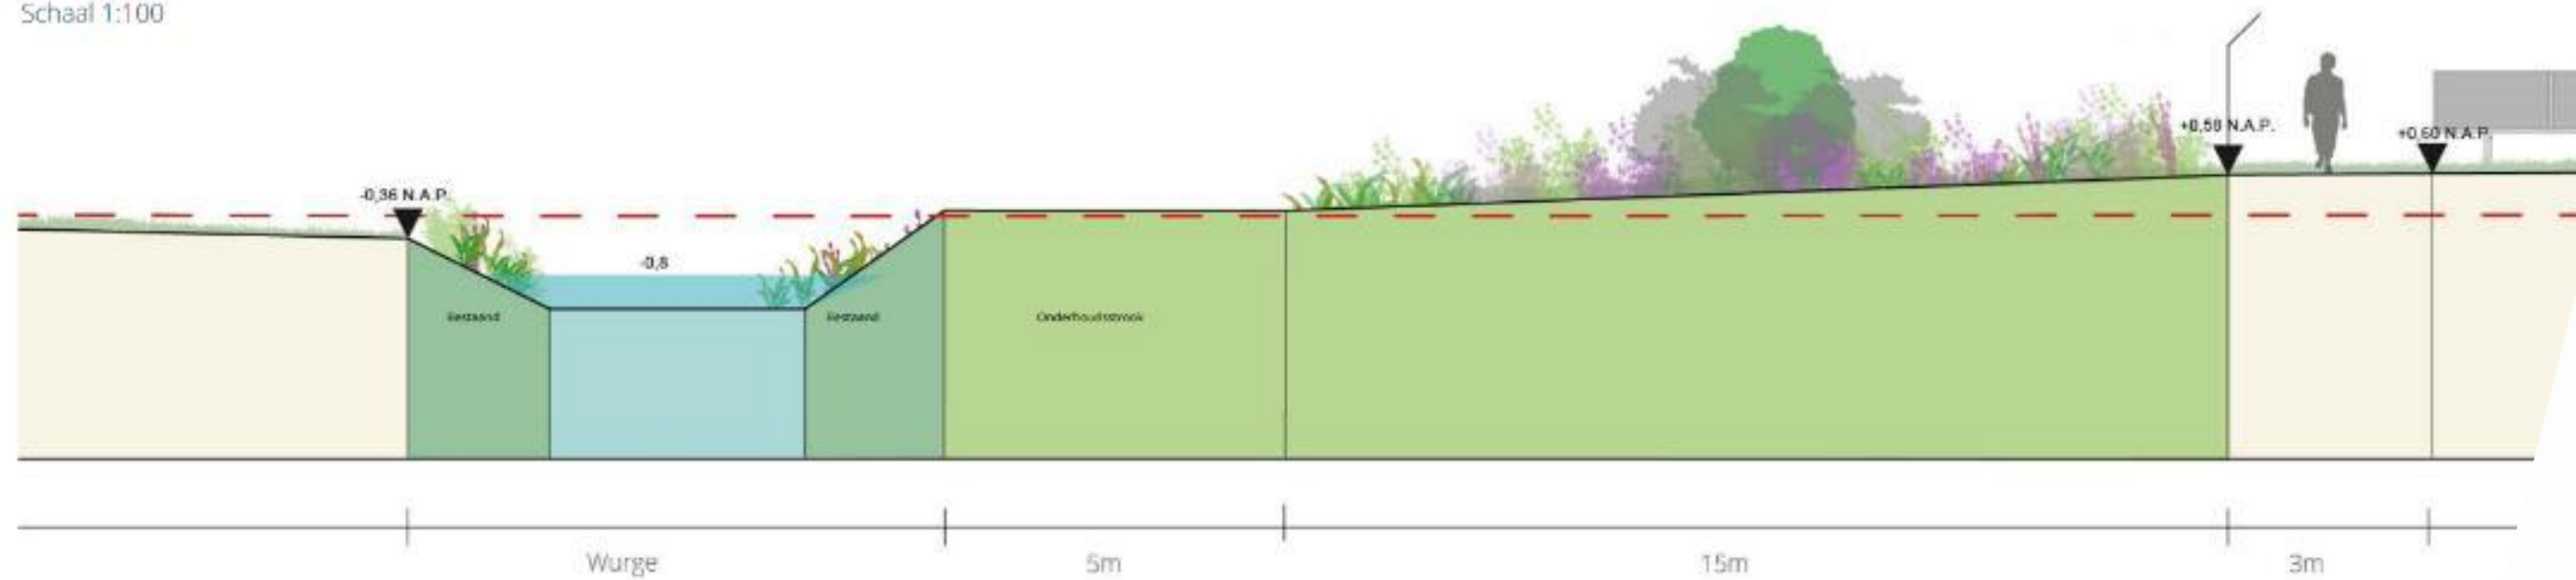 Schaal 1:100
-0,36 N.A.P.
-0,8
+0,58 N.A.P.
+0,60 N.A.P.
Bestaand
Bestaand
Onderhoudsstrook
Wurge
5m
15m
3m